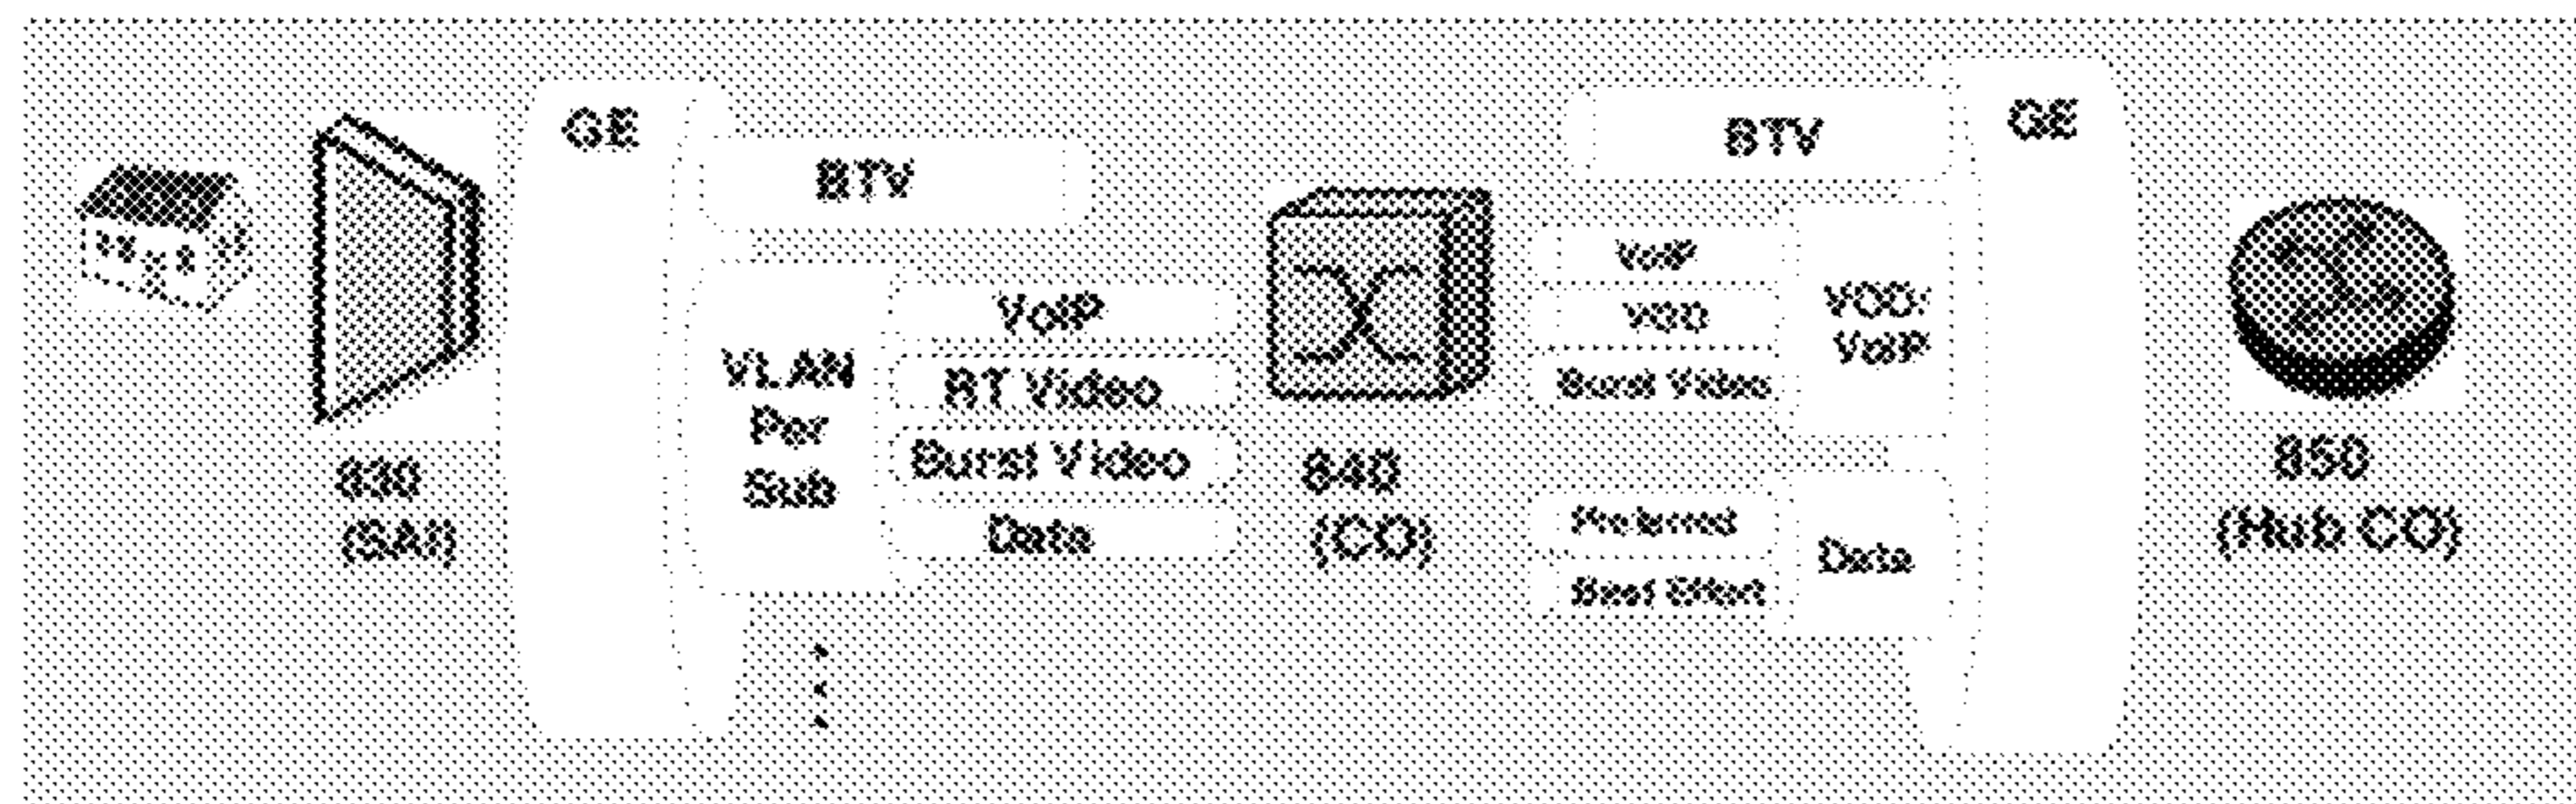 GE
BTV
VLAN
Per
Sub
VoIP
RT Video
Burst Video
Data
830
(SAI)
840
(CO)
BTV
GE
VoIP
VOD
Burst Video
VOD/
VoIP
Preferred
Best Effort
Data
850
(Hub CO)